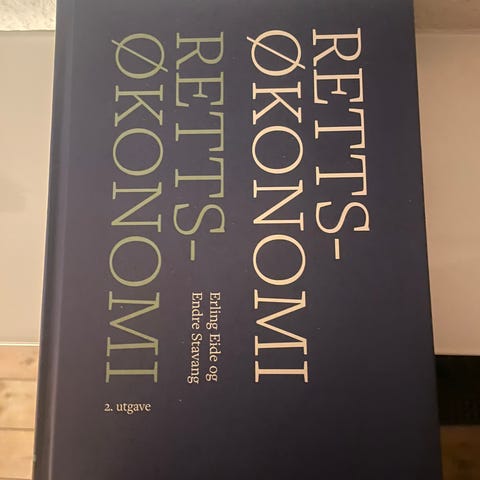 RETTS-
ØKONOMI
Erling Eide og
Endre Stavang
RETTS-
ØKONOMI
2. utgave